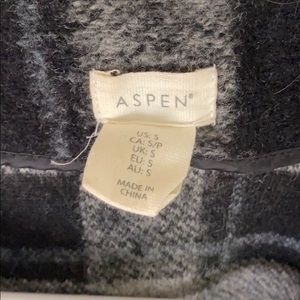 ASPEN®
US: S
CA: S/P
UK: S
EU: S
AU: S
MADE IN
CHINA